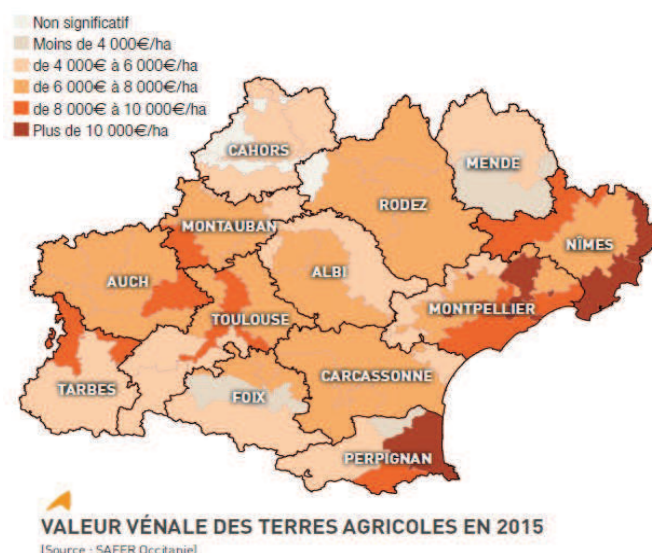 Non significatif
Moins de 4 000€/ha
de 4 000€ à 6 000€/ha
de 6 000€ à 8 000€/ha
de 8 000€ à 10 000€/ha
Plus de 10 000€/ha
CAHORS
MENDE
RODEZ
MONTAUBAN
NÎMES
ALBI
AUCH
MONTPELLIER
TOULOUSE
CARCASSONNE
TARBES
FOIX
PERPIGNAN
VALEUR VÉNALE DES TERRES AGRICOLES EN 2015
[Source : SAFER Occitanie]